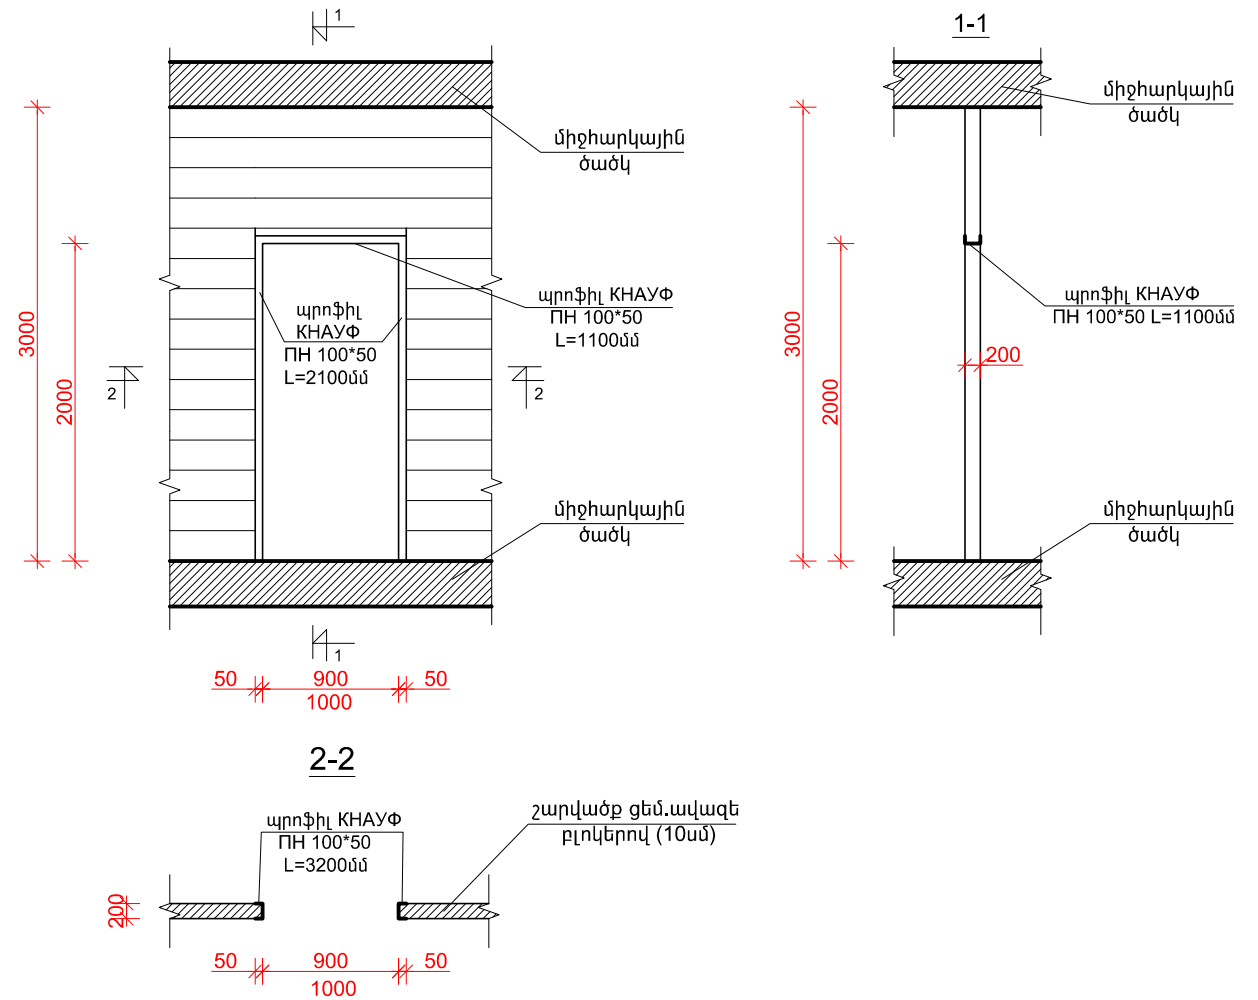 1
1-1
միջհարկային
ծածկ
միջհարկային
ծածկ
պրոֆիլ КНАУФ
ПН 100*50
L=1100մմ
պրոֆիլ
КНАУФ
ПН 100*50
L=2100մմ
3000
2000
2
2
միջհարկային
ծածկ
1
50 900 50
1000
պրոֆիլ КНАУФ
ПН 100*50 L=1100մմ
200
3000
2000
միջհարկային
ծածկ
2-2
պրոֆիլ КНАУФ
ПН 100*50
L=3200մմ
շարվածք ցեմ.ավազե
բլոկերով (10սմ)
200
50 900 50
1000